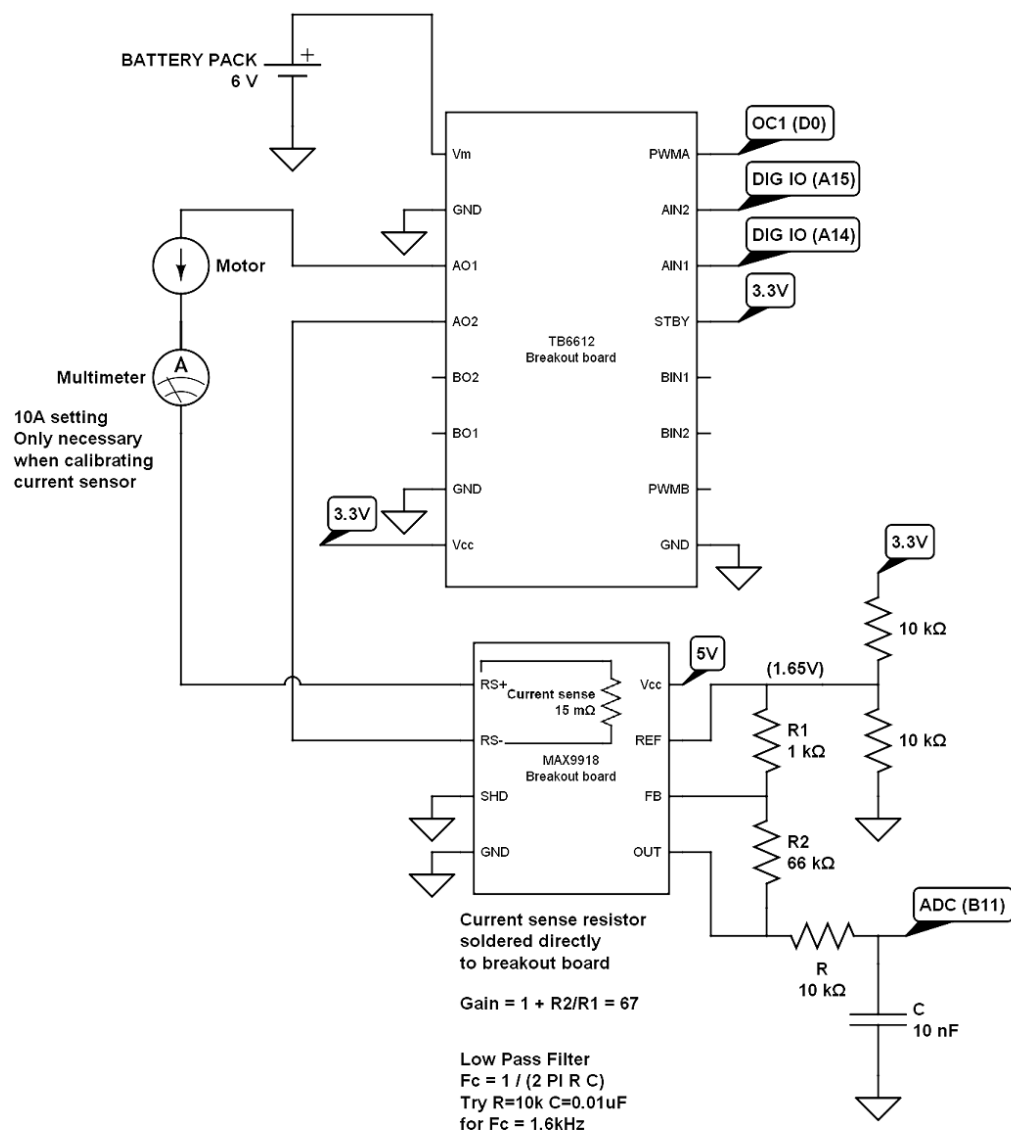 BATTERY PACK
6 V
+
Vm
GND
AO1
AO2
BO2
BO1
GND
Vcc
PWMA
AIN2
AIN1
STBY
BIN1
BIN2
PWMB
GND
TB6612
Breakout board
OC1 (D0)
DIG IO (A15)
DIG IO (A14)
3.3V
Motor
A
Multimeter
10A setting
Only necessary
when calibrating
current sensor
3.3V
3.3V
10 kΩ
10 kΩ
(1.65V)
5V
RS+
RS-
SHD
GND
Current sense
15 mΩ
MAX9918
Breakout board
Vcc
REF
FB
OUT
R1
1 kΩ
R2
66 kΩ
ADC (B11)
R
10 kΩ
C
10 nF
Current sense resistor
soldered directly
to breakout board
Gain = 1 + R2/R1 = 67
Low Pass Filter
Fc = 1 / (2 PI R C)
Try R=10k C=0.01uF
for Fc = 1.6kHz